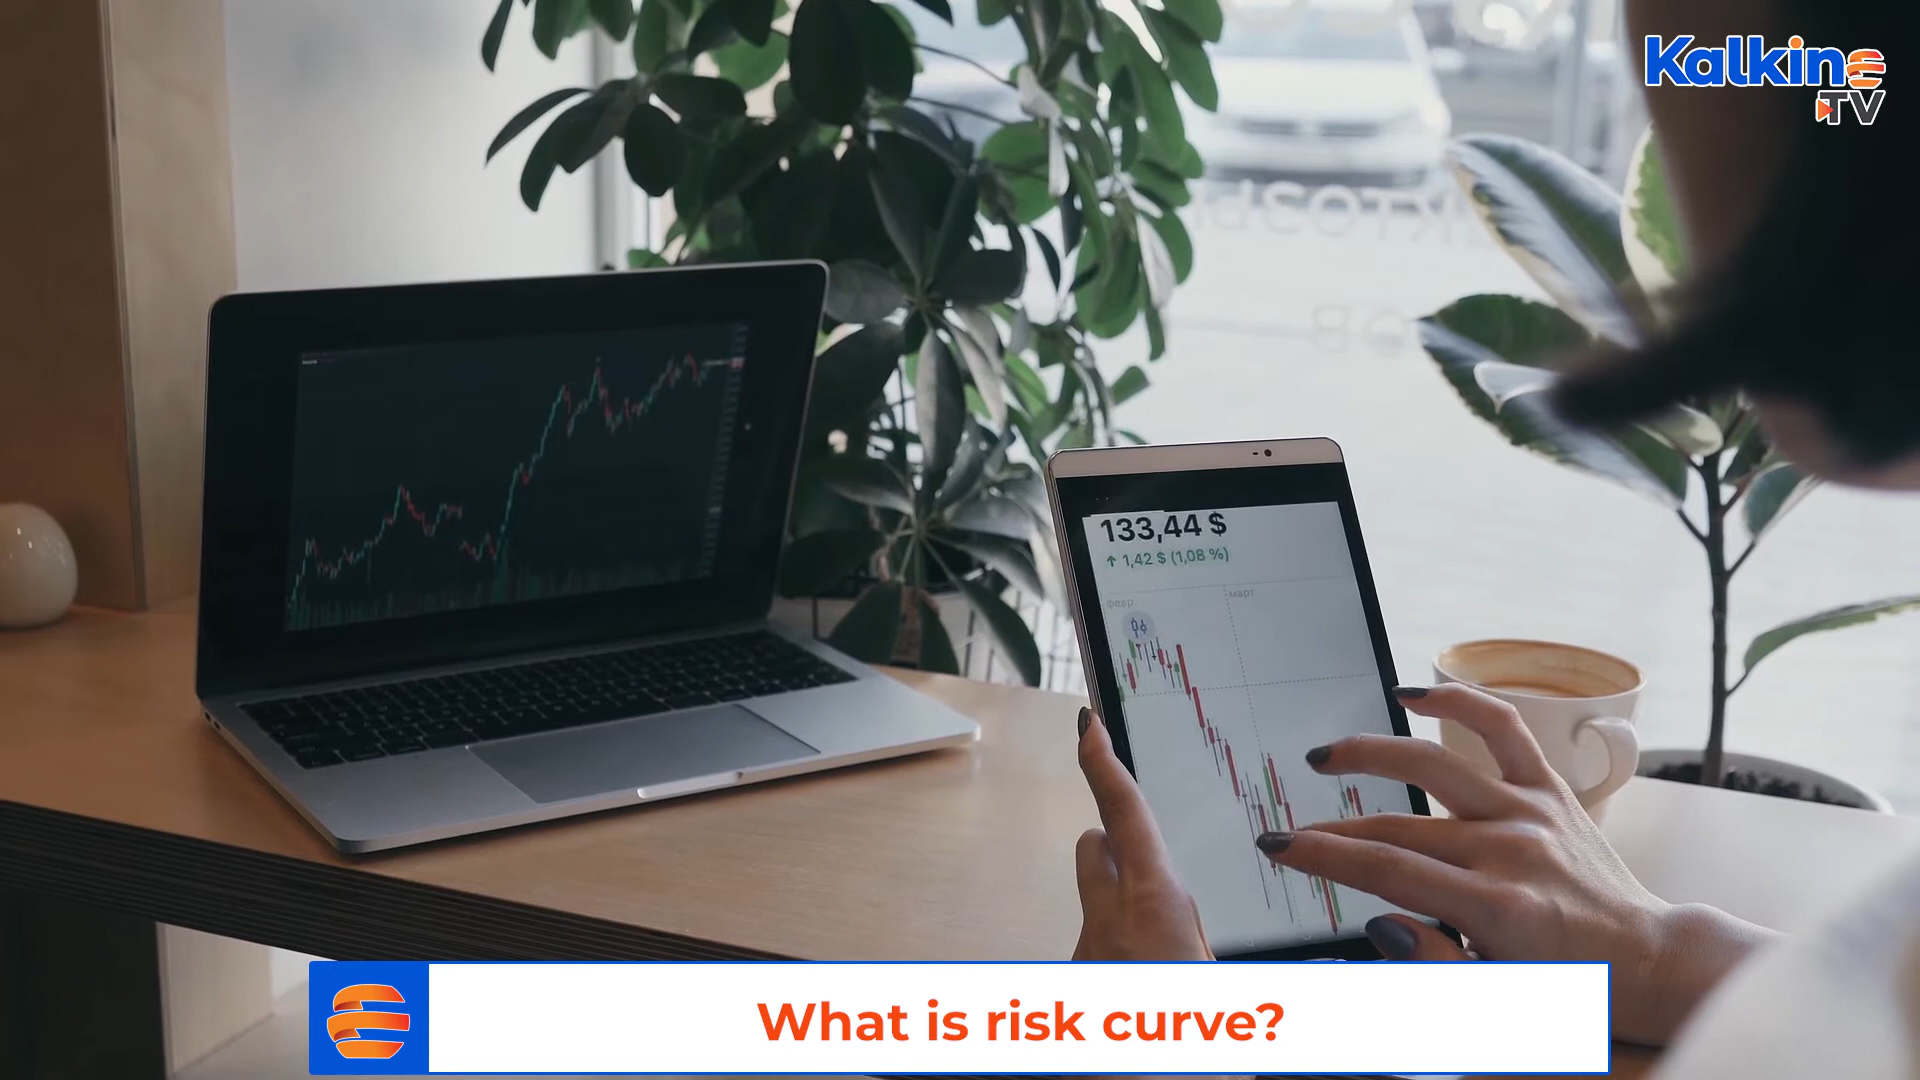 Kalkine
TV
133,44 $
↑ 1,42 $ (1,08 %)
февр.
март
What is risk curve?